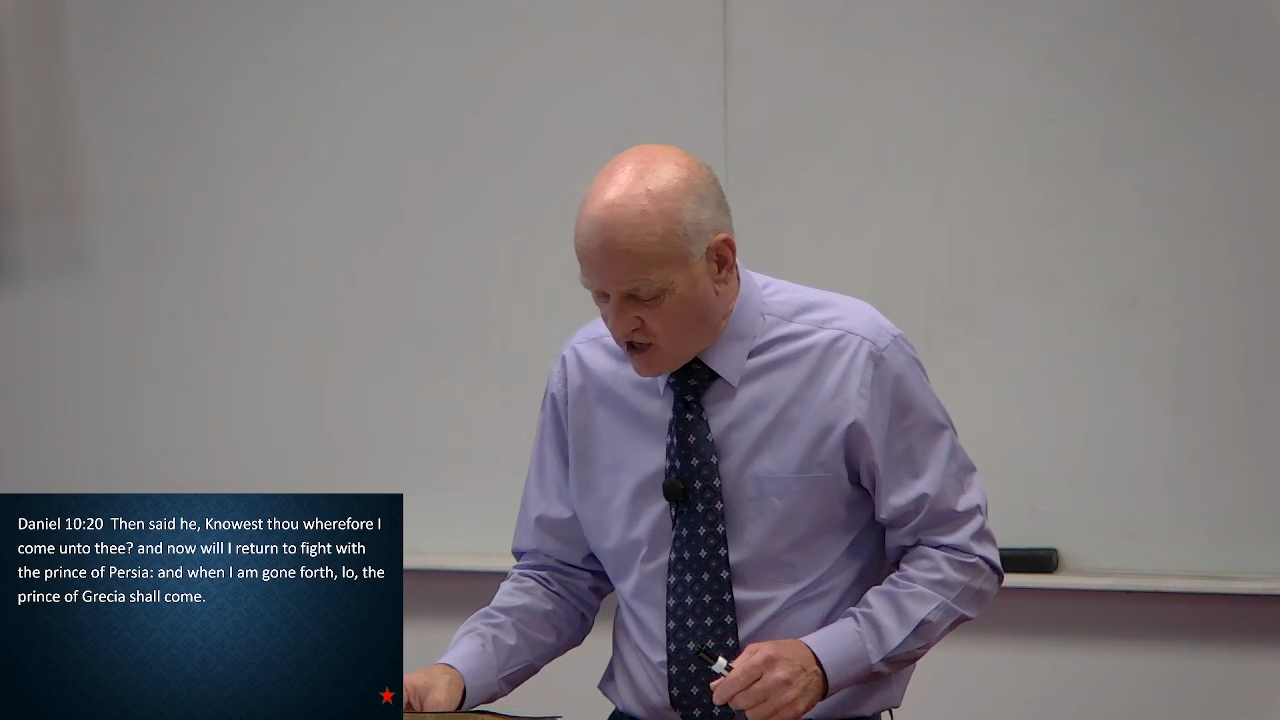 Daniel 10:20  Then said he, Knowest thou wherefore I
come unto thee? and now will I return to fight with
the prince of Persia: and when I am gone forth, lo, the
prince of Grecia shall come.